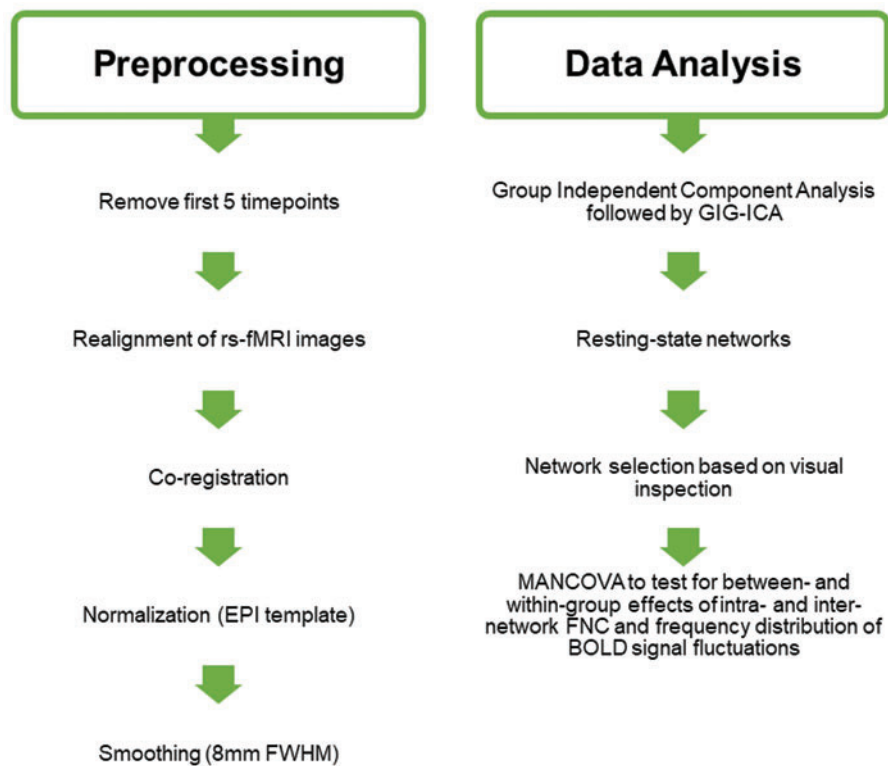 Preprocessing
Remove first 5 timepoints
Realignment of rs-fMRI images
Co-registration
Normalization (EPI template)
Smoothing (8mm FWHM)
Data Analysis
Group Independent Component Analysis
followed by GIG-ICA
Resting-state networks
Network selection based on visual
inspection
MANCOVA to test for between- and
within-group effects of intra- and inter-
network FNC and frequency distribution of
BOLD signal fluctuations